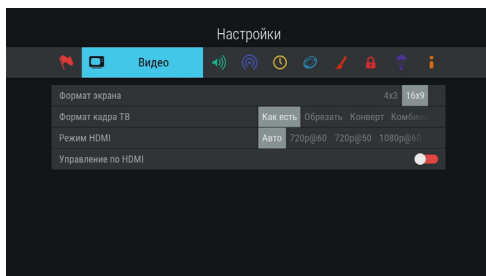 Настройки
Видео
Формат экрана 4x3 16x9
Формат кадра ТВ Как есть Обрезать Конверт
Режим HDMI Авто 720p@60 720p@50 1080p@60
Управление по HDMI